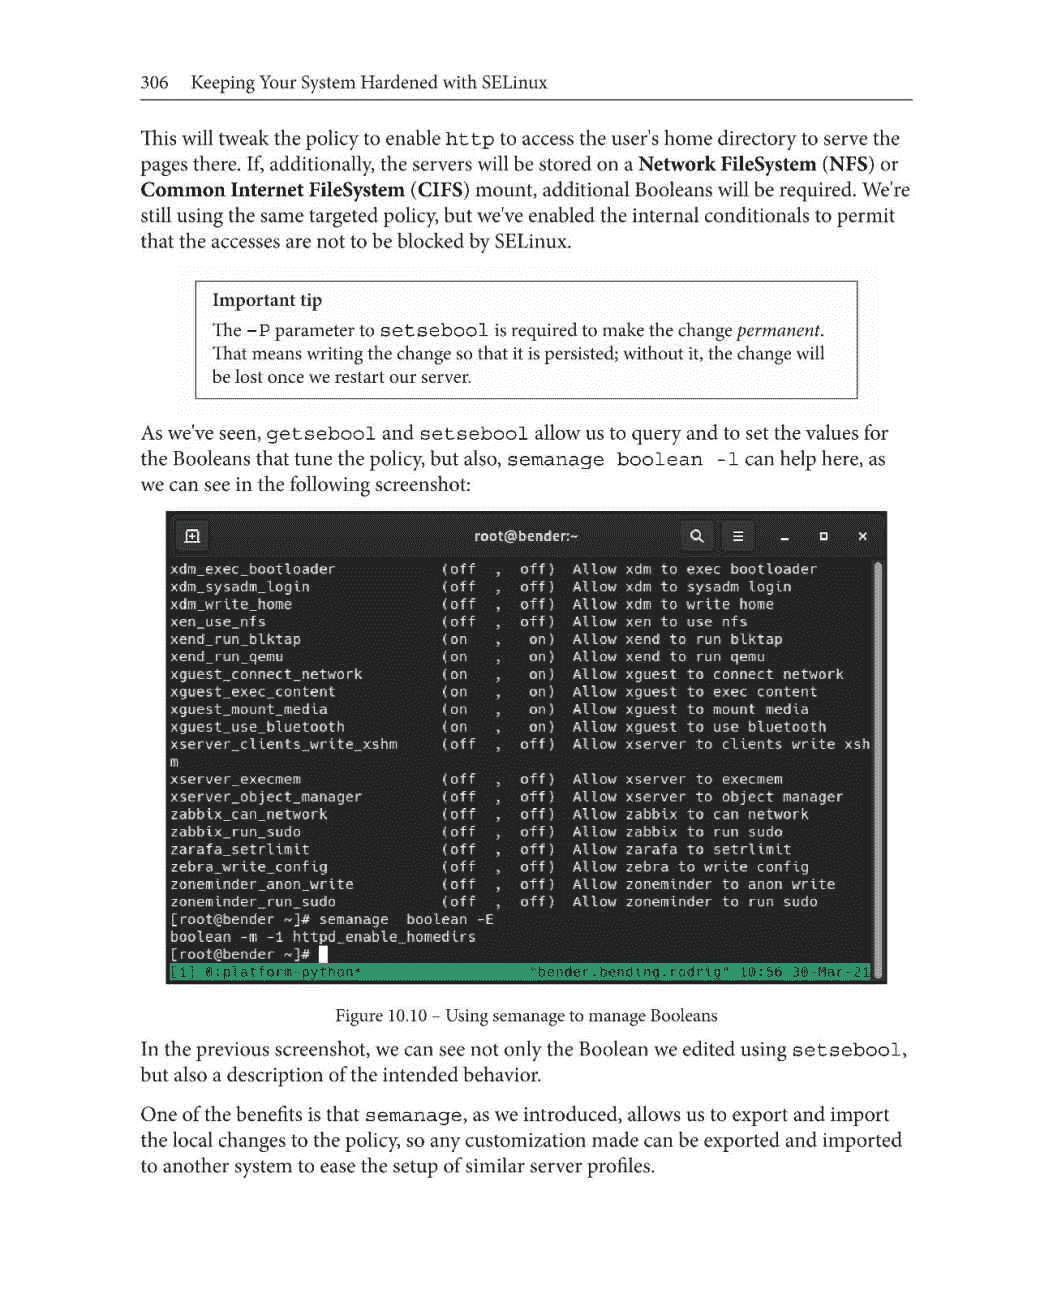 306 Keeping Your System Hardened with SELinux
This will tweak the policy to enable http to access the user's home directory to serve the
pages there. If, additionally, the servers will be stored on a Network FileSystem (NFS) or
Common Internet FileSystem (CIFS) mount, additional Booleans will be required. We're
still using the same targeted policy, but we've enabled the internal conditionals to permit
that the accesses are not to be blocked by SELinux.
Important tip
The -P parameter to setsebool is required to make the change permanent.
That means writing the change so that it is persisted; without it, the change will
be lost once we restart our server.
As we've seen, getsebool and setsebool allow us to query and to set the values for
the Booleans that tune the policy, but also, semanage boolean -l can help here, as
we can see in the following screenshot:
root@bender:~
xdm_exec_bootloader (off , off) Allow xdm to exec bootloader
xdm_sysadm_login (off , off) Allow xdm to sysadm login
xdm_write_home (off , off) Allow xdm to write home
xen_use_nfs (off , off) Allow xen to use nfs
xend_run_blktap (on , on) Allow xend to run blktap
xend_run_qemu (on , on) Allow xend to run qemu
xguest_connect_network (on , on) Allow xguest to connect network
xguest_exec_content (on , on) Allow xguest to exec content
xguest_mount_media (on , on) Allow xguest to mount media
xguest_use_bluetooth (on , on) Allow xguest to use bluetooth
xserver_clients_write_xshm (off , off) Allow xserver to clients write xsh
m
xserver_execmem (off , off) Allow xserver to execmem
xserver_object_manager (off , off) Allow xserver to object manager
zabbix_can_network (off , off) Allow zabbix to can network
zabbix_run_sudo (off , off) Allow zabbix to run sudo
zarafa_setrlimit (off , off) Allow zarafa to setrlimit
zebra_write_config (off , off) Allow zebra to write config
zoneminder_anon_write (off , off) Allow zoneminder to anon write
zoneminder_run_sudo (off , off) Allow zoneminder to run sudo
[root@bender ~]# semanage boolean -E
boolean -m -1 httpd_enable_homedirs
[root@bender ~]#
[1] 0:platform-python* "bender.bending.rodrig" 10:56 30-Mar-21
Figure 10.10 – Using semanage to manage Booleans
In the previous screenshot, we can see not only the Boolean we edited using setsebool,
but also a description of the intended behavior.
One of the benefits is that semanage, as we introduced, allows us to export and import
the local changes to the policy, so any customization made can be exported and imported
to another system to ease the setup of similar server profiles.